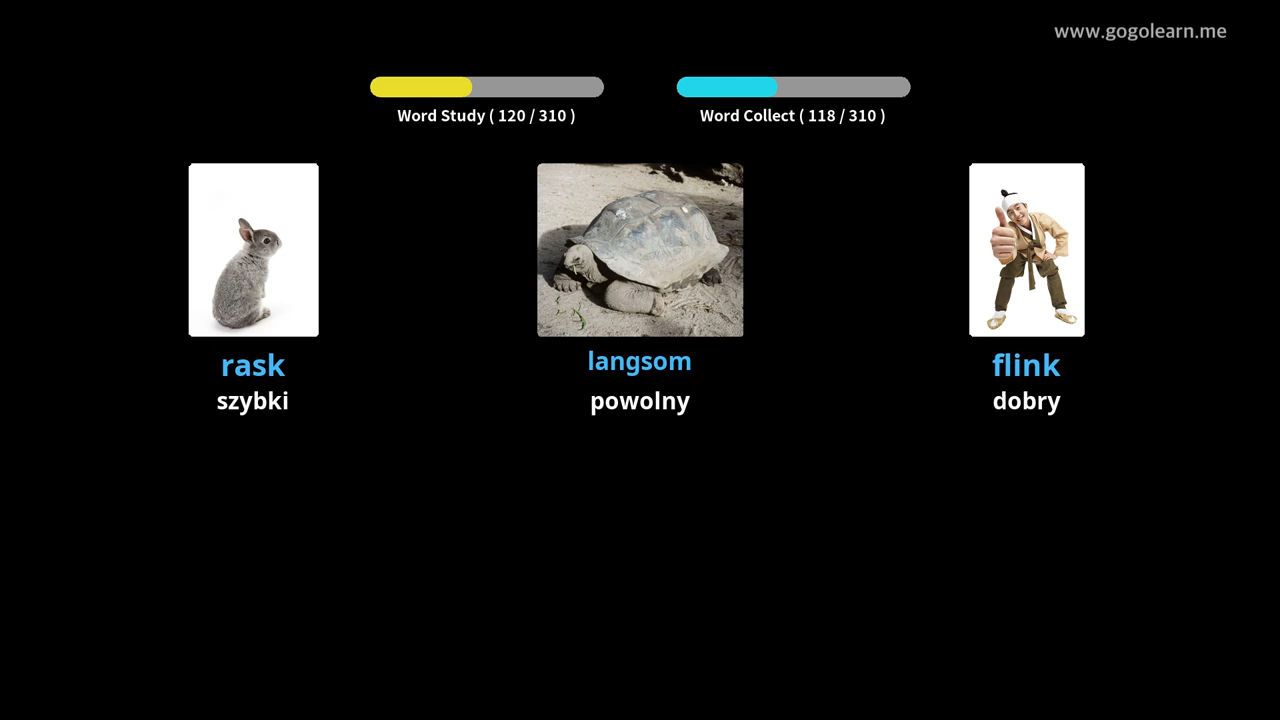 www.gogolearn.me
Word Study ( 120 / 310 )
Word Collect ( 118 / 310 )
rask
langsom
flink
szybki
powolny
dobry